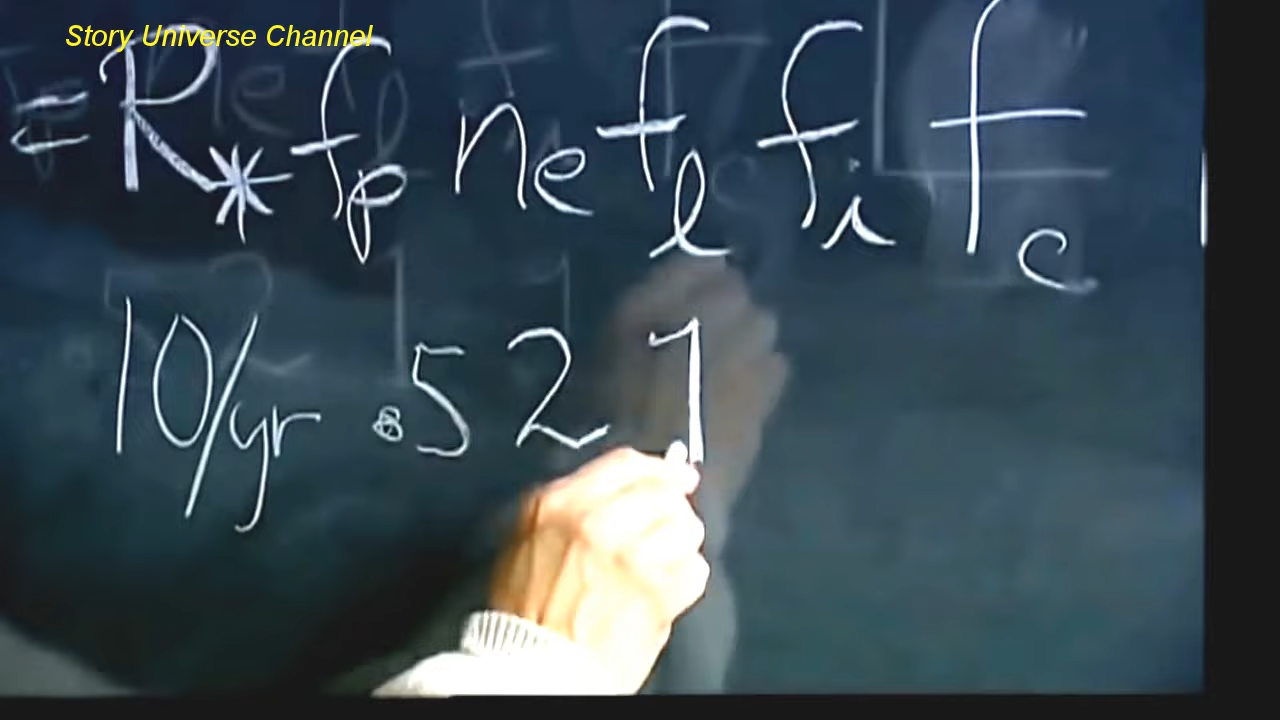 Story Universe Channel
= R* fp ne fl fi fc
10/yr .5 2 1